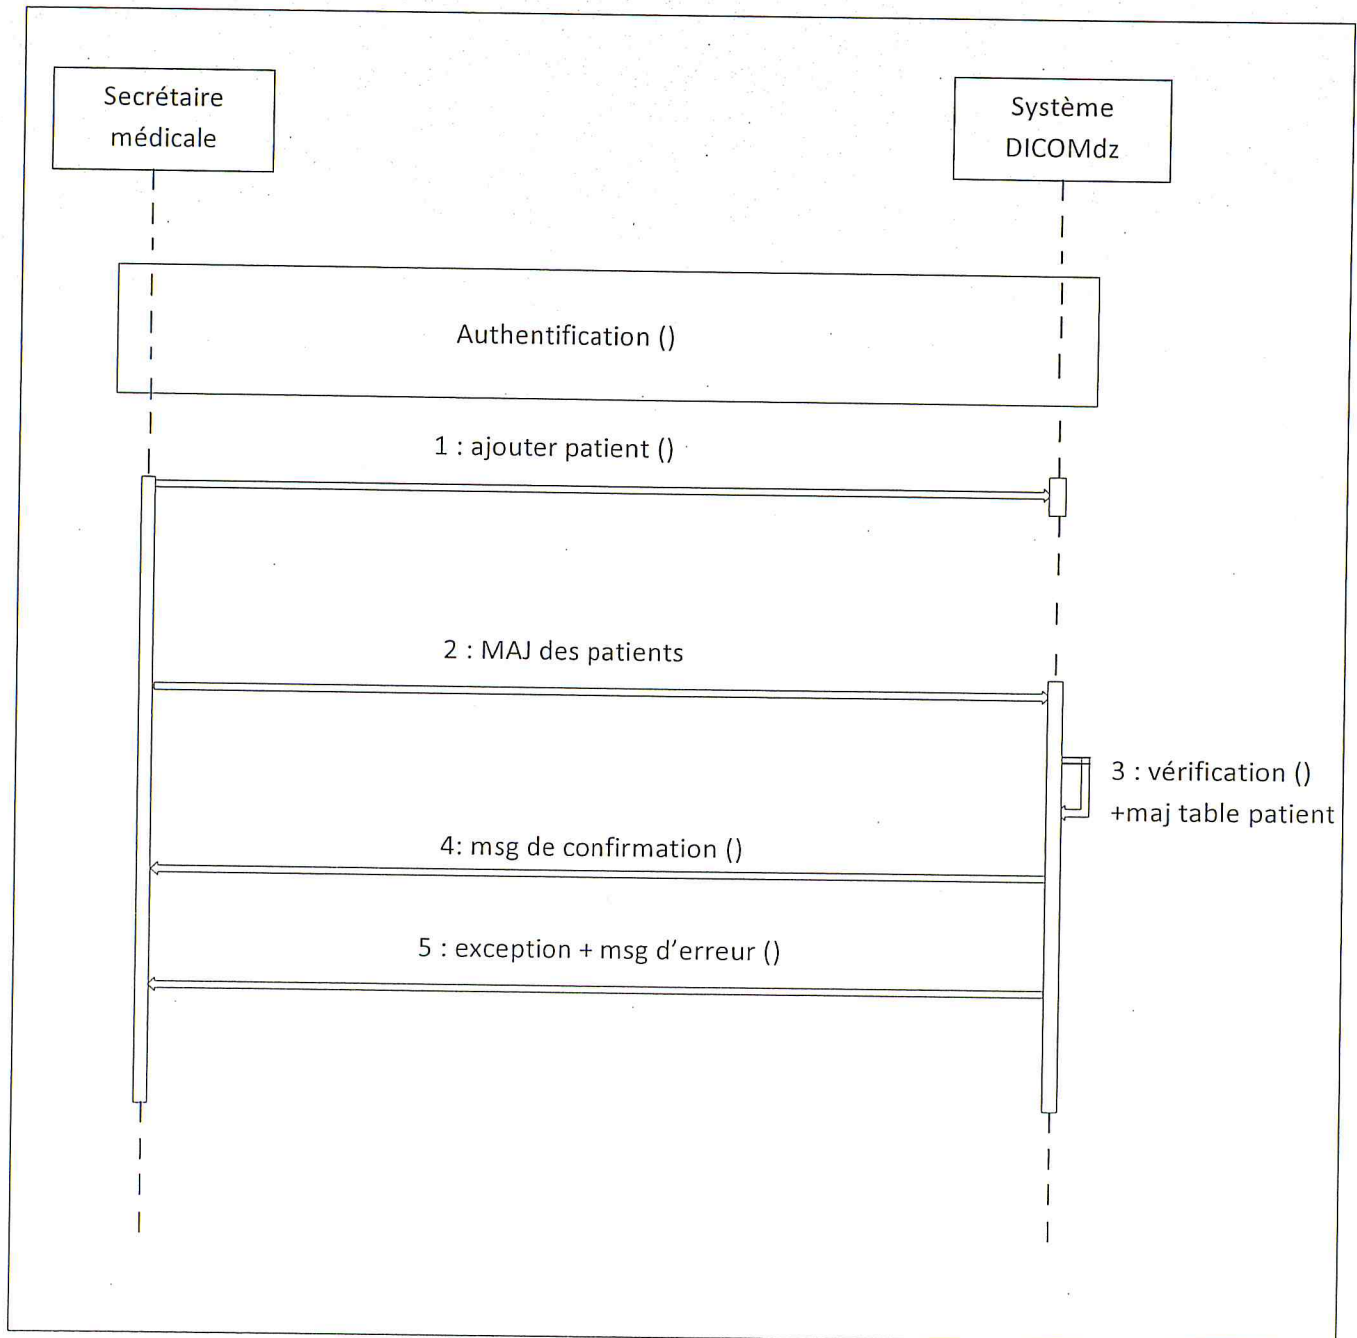 Secrétaire
médicale
Système
DICOMdz
Authentification ()
1 : ajouter patient ()
2 : MAJ des patients
3 : vérification ()
+maj table patient
4: msg de confirmation ()
5 : exception + msg d'erreur ()